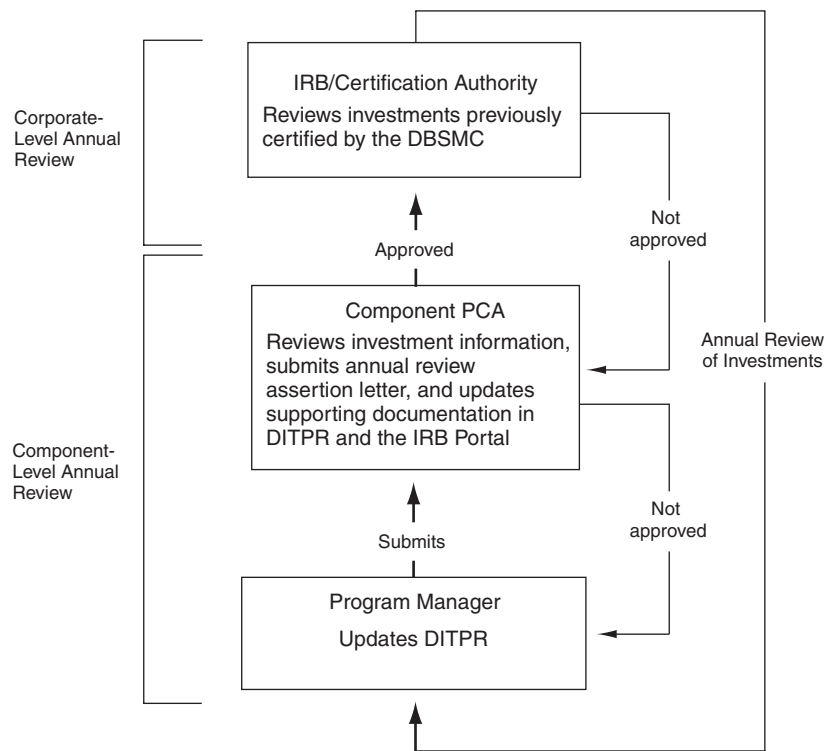 IRB/Certification Authority
Reviews investments previously
certified by the DBSMC
Corporate-
Level Annual
Review
Not
approved
Approved
Component PCA
Reviews investment information,
submits annual review
assertion letter, and updates
supporting documentation in
DITPR and the IRB Portal
Annual Review
of Investments
Component-
Level Annual
Review
Not
approved
Submits
Program Manager
Updates DITPR